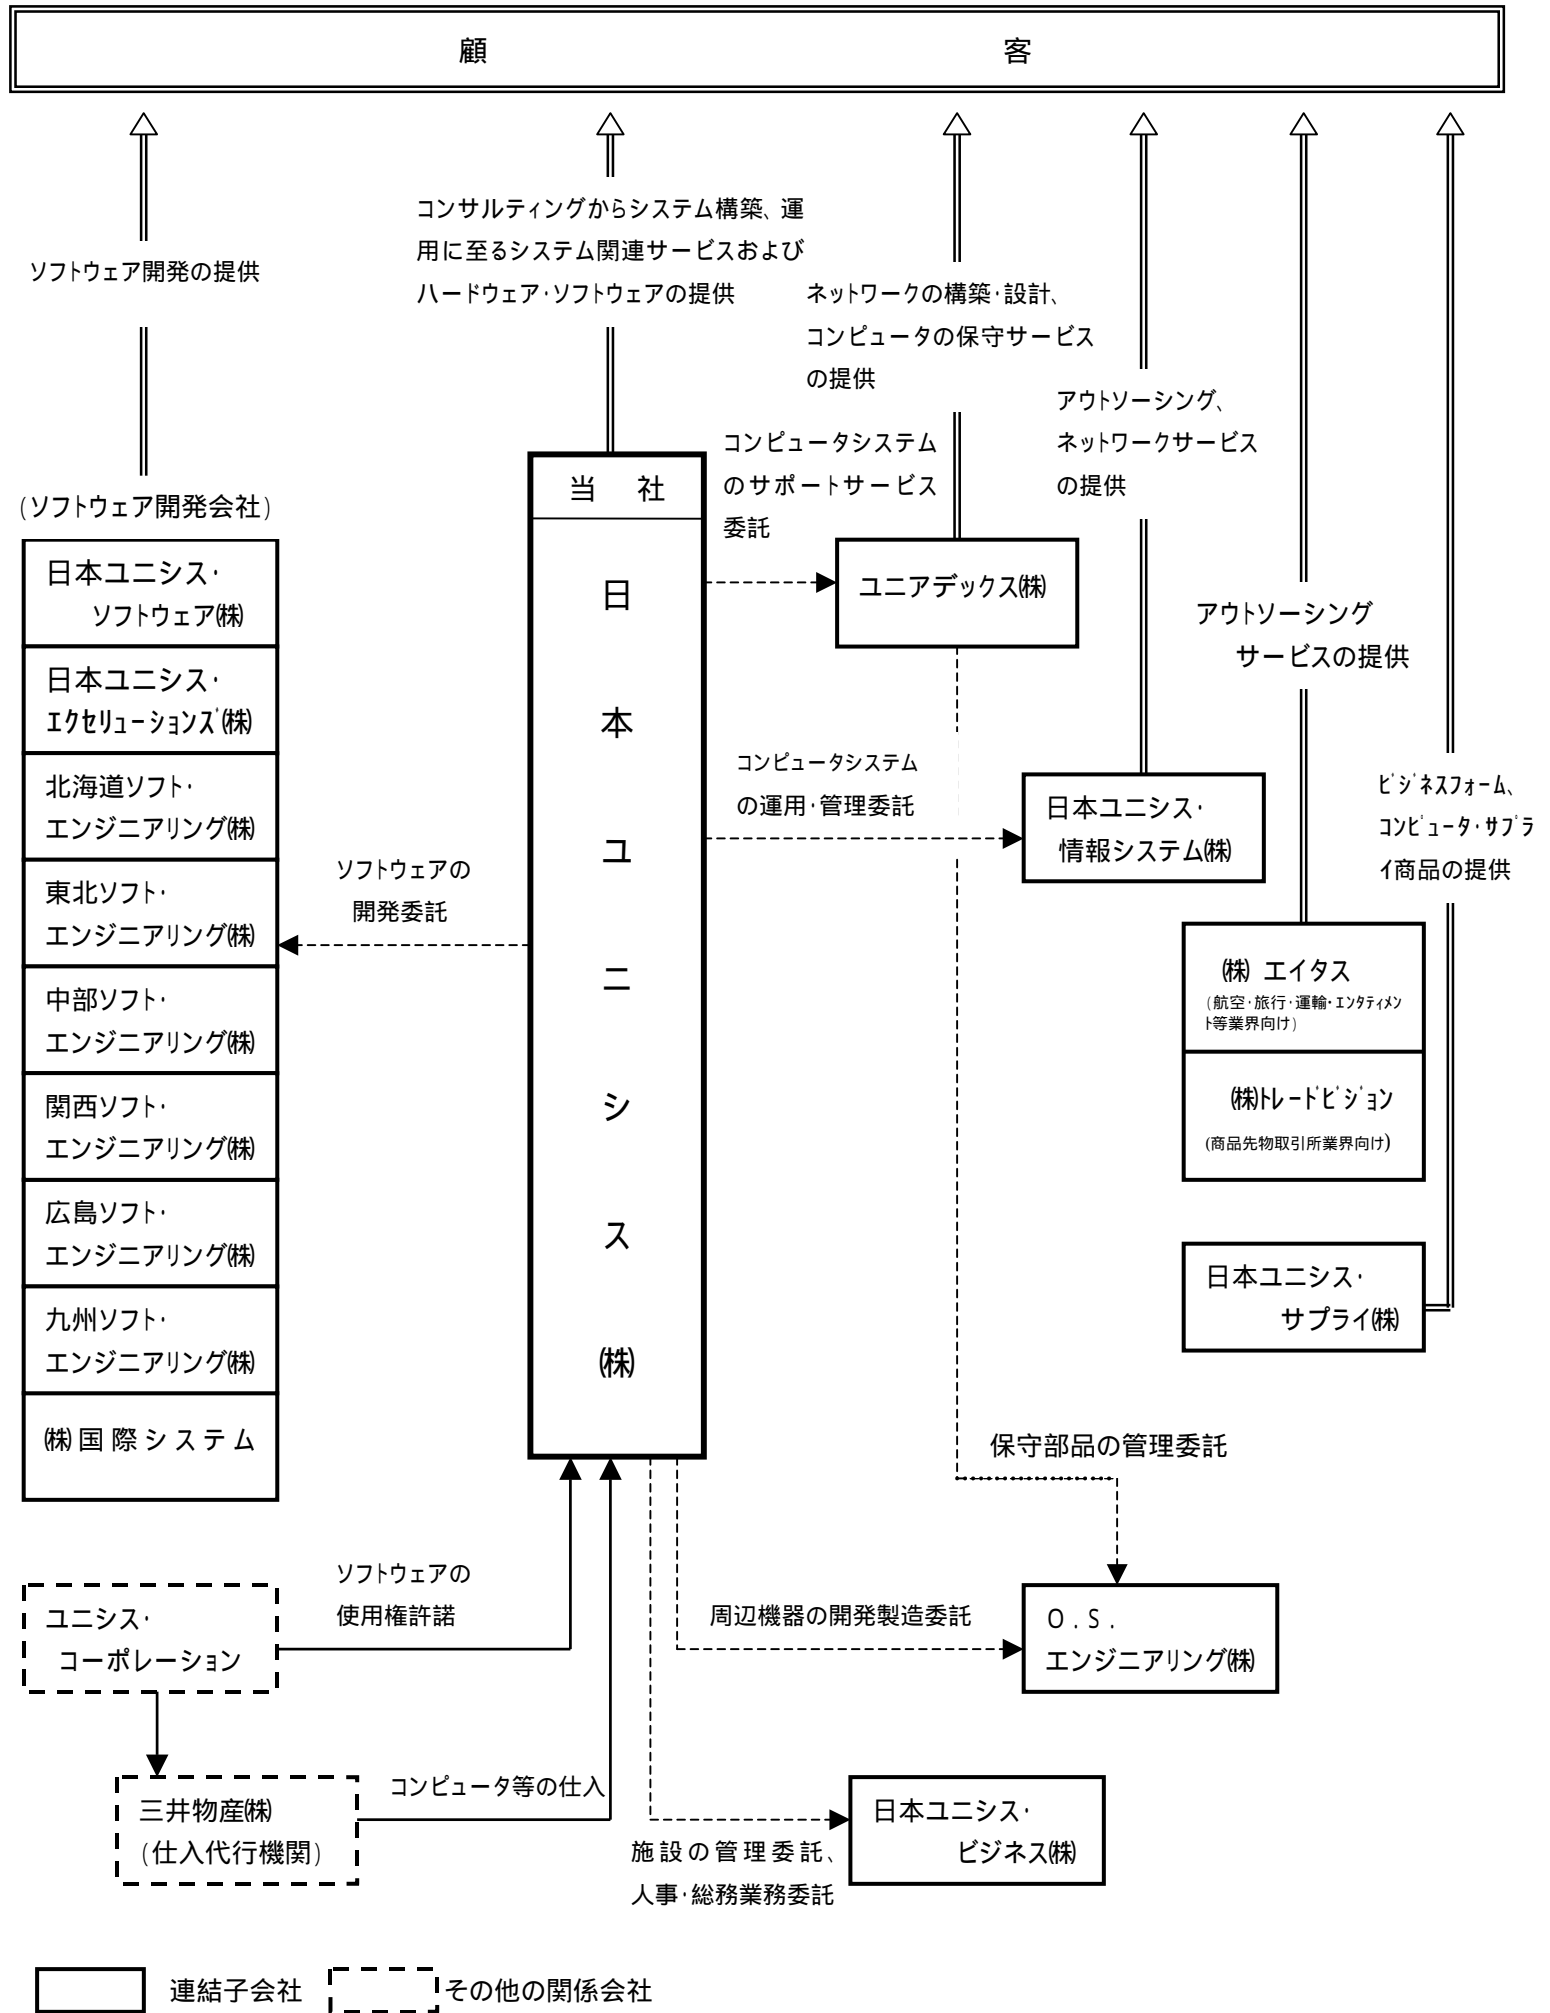 顧 客
ソフトウェア開発の提供
コンサルティングからシステム構築、運
用に至るシステム関連サービスおよび
ハードウェア・ソフトウェアの提供
ネットワークの構築・設計、
コンピュータの保守サービス
の提供
アウトソーシング、
ネットワークサービス
の提供
アウトソーシング
サービスの提供
ビジネスフォーム、
コンピュータ・サプラ
イ商品の提供
(ソフトウェア開発会社)
日本ユニシス・
ソフトウェア㈱
日本ユニシス・
エクセリューションズ㈱
北海道ソフト・
エンジニアリング㈱
東北ソフト・
エンジニアリング㈱
中部ソフト・
エンジニアリング㈱
関西ソフト・
エンジニアリング㈱
広島ソフト・
エンジニアリング㈱
九州ソフト・
エンジニアリング㈱
㈱国際システム
ソフトウェアの
開発委託
当 社
日
本
ユ
ニ
シ
ス
㈱
コンピュータシステム
のサポートサービス
委託
ユニアデックス㈱
コンピュータシステム
の運用・管理委託
日本ユニシス・
情報システム㈱
㈱ エイタス
(航空・旅行・運輸・エンタティメン
ト等業界向け)
㈱トレードビジョン
(商品先物取引所業界向け)
日本ユニシス・
サプライ㈱
保守部品の管理委託
ユニシス・
コーポレーション
ソフトウェアの
使用権許諾
周辺機器の開発製造委託
O.S.
エンジニアリング㈱
三井物産㈱
(仕入代行機関)
コンピュータ等の仕入
施設の管理委託、
人事・総務業務委託
日本ユニシス・
ビジネス㈱
連結子会社
その他の関係会社